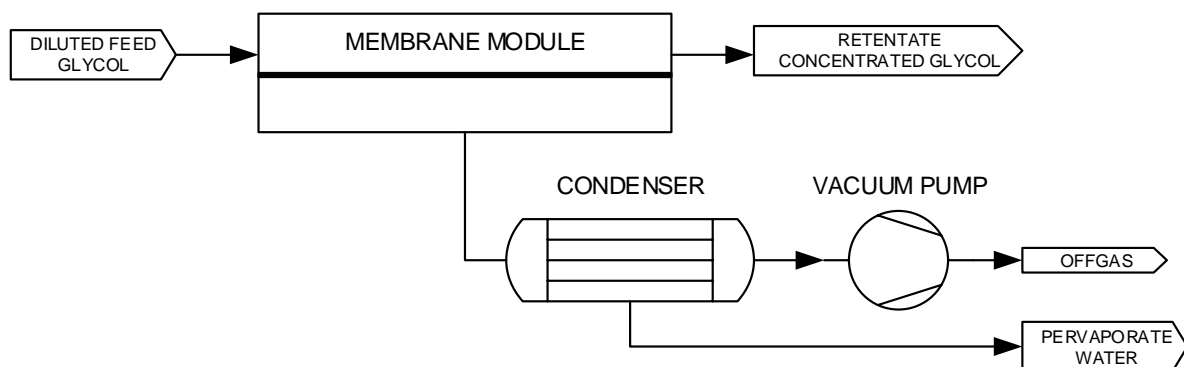 DILUTED FEED
GLYCOL
MEMBRANE MODULE
RETENTATE
CONCENTRATED GLYCOL
CONDENSER
VACUUM PUMP
OFFGAS
PERVAPORATE
WATER